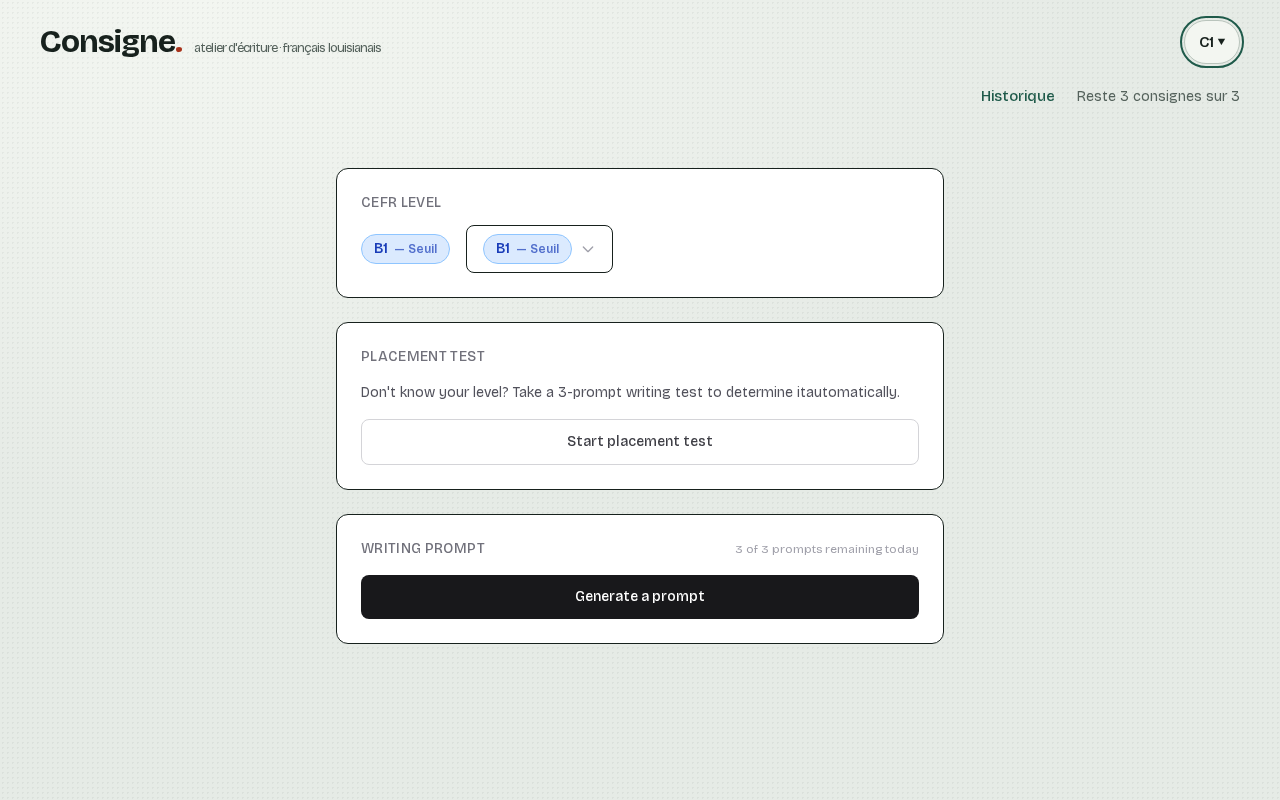 Consigne. atelier d'écriture · français louisianais
C1 ▼
Historique Reste 3 consignes sur 3
CEFR LEVEL
B1 — Seuil B1 — Seuil
PLACEMENT TEST
Don't know your level? Take a 3-prompt writing test to determine itautomatically.
Start placement test
WRITING PROMPT 3 of 3 prompts remaining today
Generate a prompt